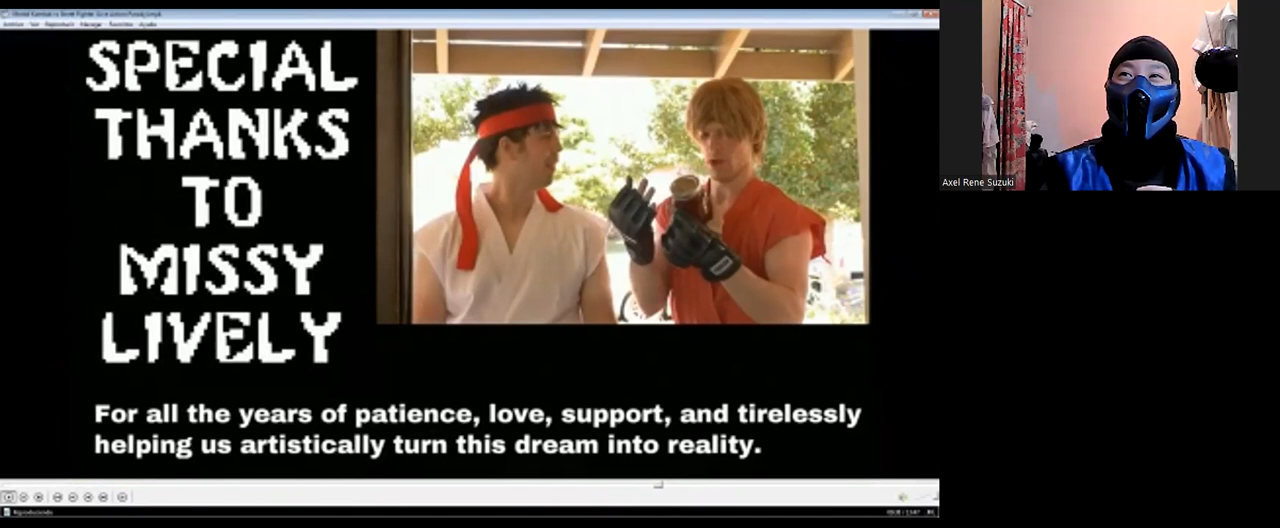 SPECIAL
THANKS
TO
MISSY
LIVELY
For all the years of patience, love, support, and tirelessly
helping us artistically turn this dream into reality.
Axel Rene Suzuki